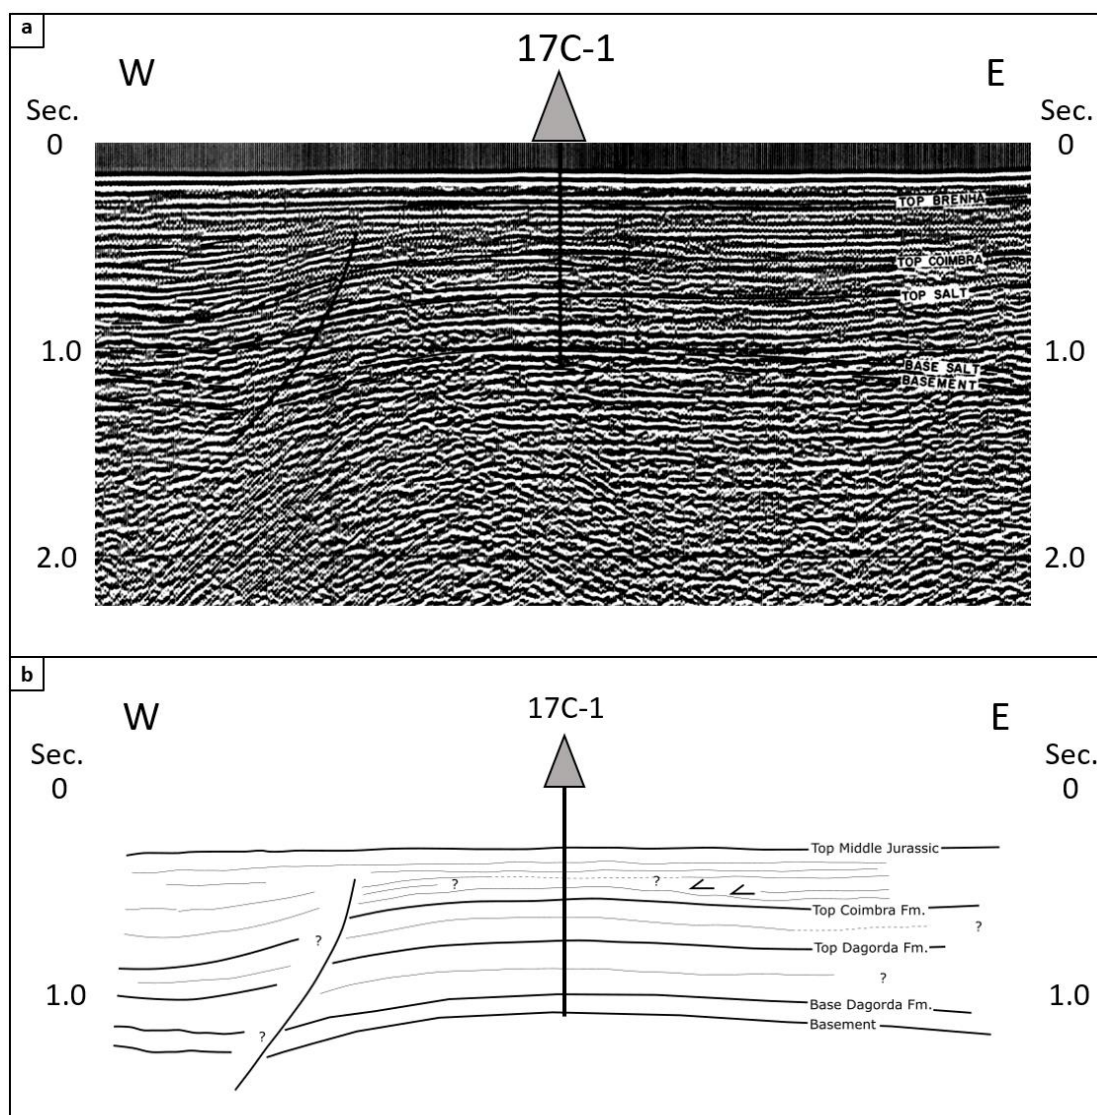 a
17C-1
W
E
Sec.
Sec.
0
0
TOP BRENHA
TOP COIMBRA
TOP SALT
1.0
1.0
BASE SALT
BASEMENT
2.0
2.0
b
17C-1
W
E
Sec.
Sec.
0
0
Top Middle Jurassic
?
?
Top Coimbra Fm.
?
?
Top Dagorda Fm.
?
1.0
1.0
Base Dagorda Fm.
Basement
?